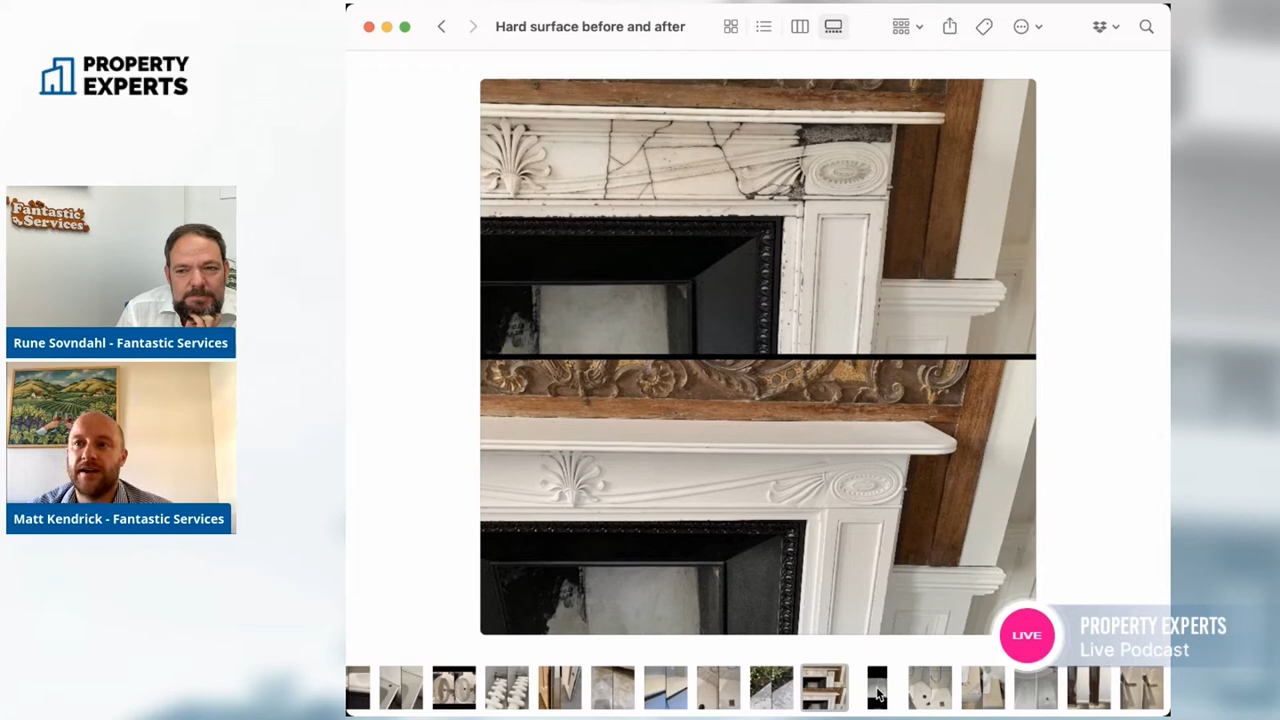 PROPERTY
EXPERTS
Hard surface before and after
Fantastic
Services
Rune Sovndahl - Fantastic Services
Matt Kendrick - Fantastic Services
LIVE
PROPERTY EXPERTS
Live Podcast